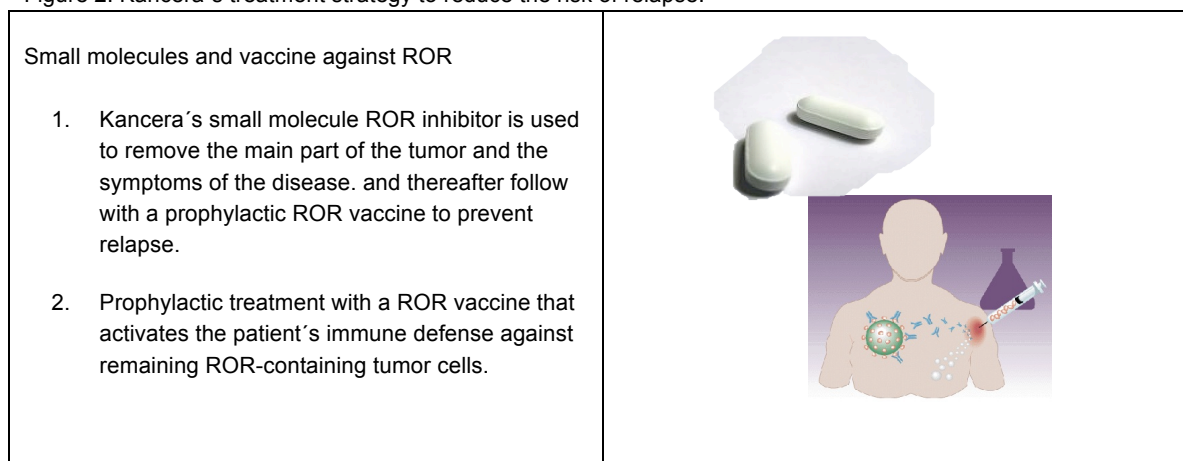 Figure 2. Kancera´s treatment strategy to reduce the risk of relapse.
Small molecules and vaccine against ROR
1. Kancera´s small molecule ROR inhibitor is used
to remove the main part of the tumor and the
symptoms of the disease. and thereafter follow
with a prophylactic ROR vaccine to prevent
relapse.
2. Prophylactic treatment with a ROR vaccine that
activates the patient´s immune defense against
remaining ROR-containing tumor cells.